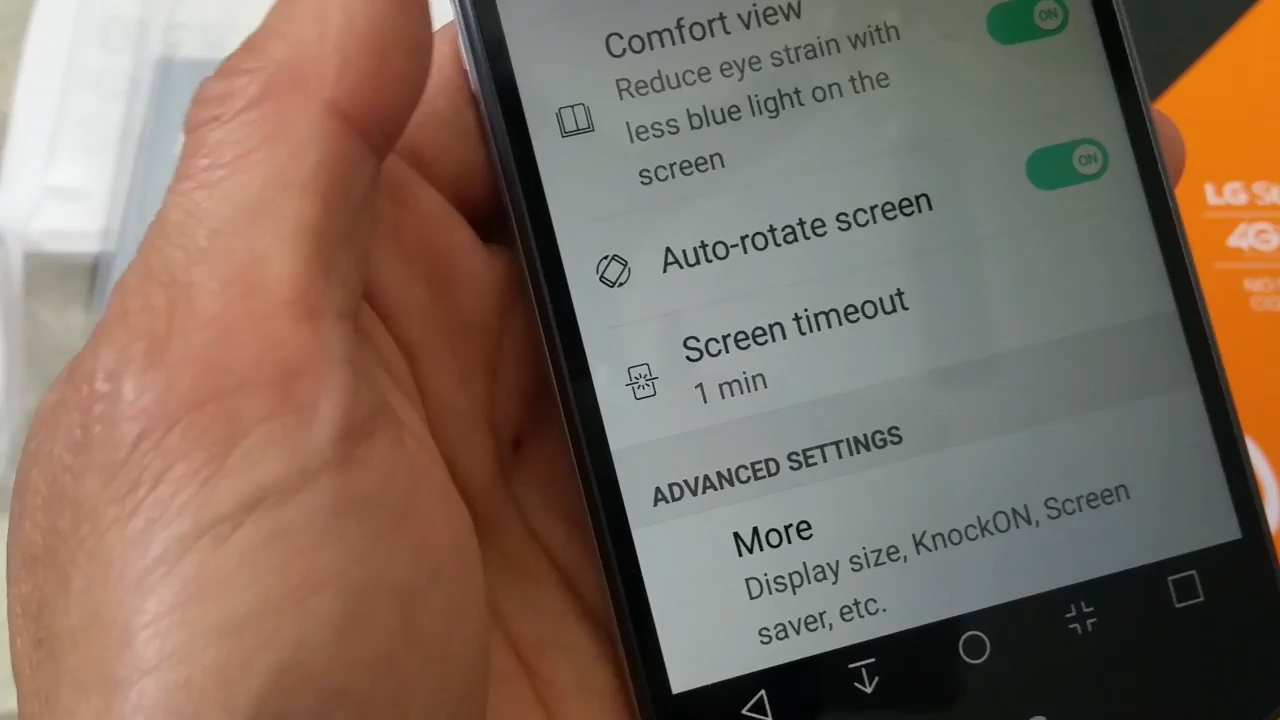 Comfort view
ON
Reduce eye strain with
less blue light on the
screen
Auto-rotate screen
ON
Screen timeout
1 min
ADVANCED SETTINGS
More
Display size, KnockON, Screen
saver, etc.
LG
4G